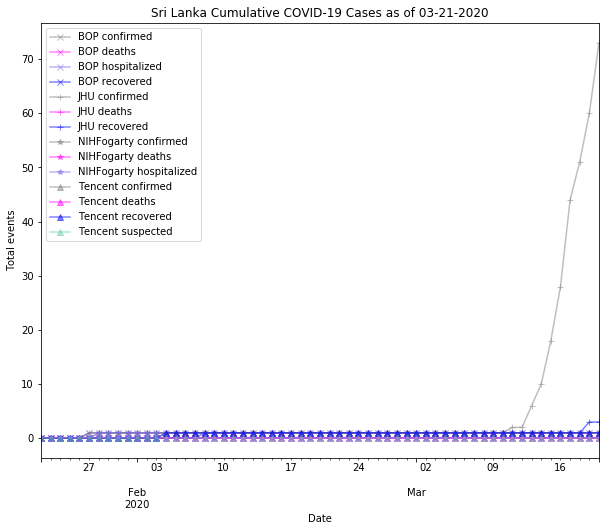 Sri Lanka Cumulative COVID-19 Cases as of 03-21-2020
BOP confirmed
BOP deaths
BOP hospitalized
BOP recovered
JHU confirmed
JHU deaths
JHU recovered
NIHFogarty confirmed
NIHFogarty deaths
NIHFogarty hospitalized
Tencent confirmed
Tencent deaths
Tencent recovered
Tencent suspected
Total events
70
60
50
40
30
20
10
0
27 03 10 17 24 02 09 16
Feb Mar
2020
Date